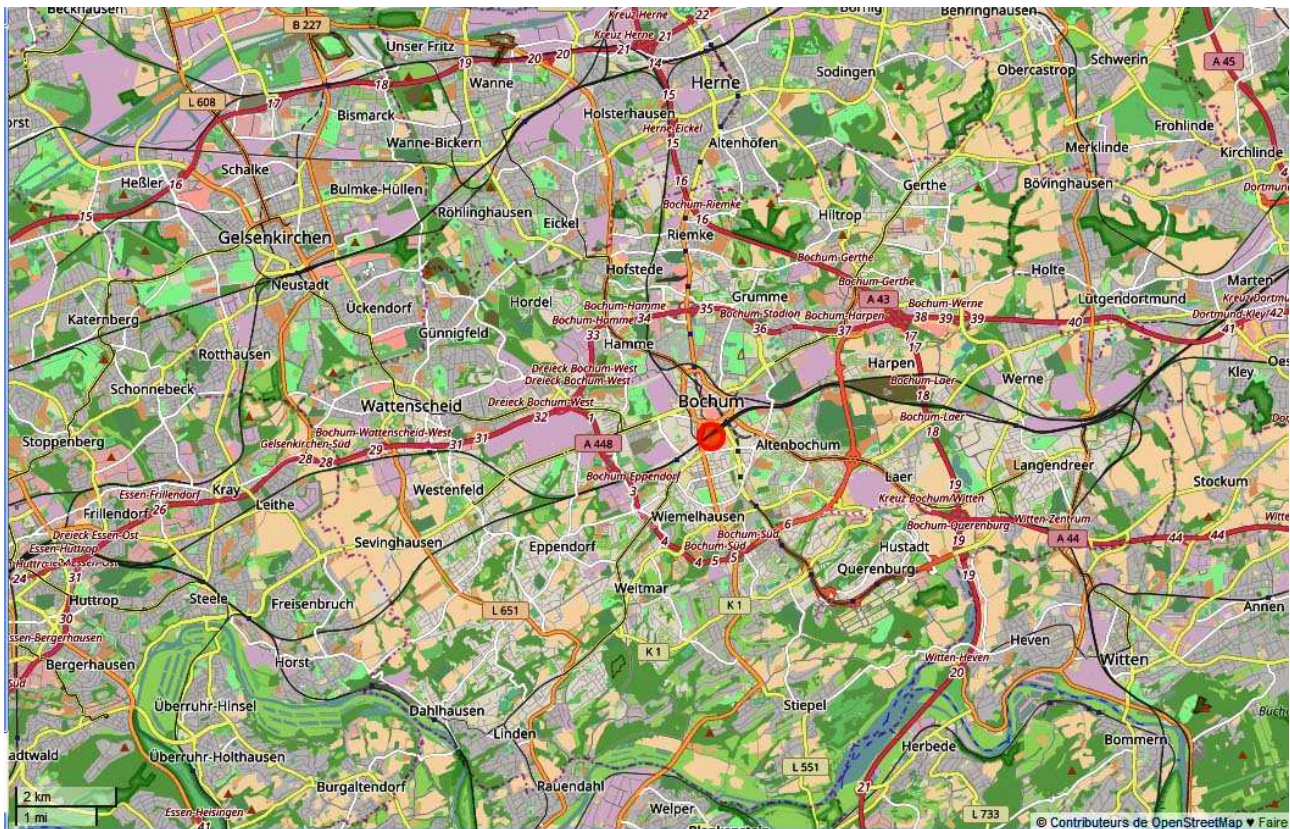 Beckhausen
B 227
Unser Fritz
Kreuz Herne
22
Kreuz Herne
21
21
20
20
19
Wanne
14
Börnig
Behringhausen
Schwerin
A 45
Obercastrop
Sodingen
Herne
18
L 608
17
Bismarck
15
Holsterhausen
Herne-Eickel
15
Altenhöfen
Frohlinde
Merklinde
Kirchlinde
Wanne-Bickern
Schalke
Heßler
16
Bulmke-Hüllen
16
Gerthe
Bövinghausen
15
Röhlinghausen
Eickel
Bochum-Riemke
16
Hiltrop
Riemke
Gelsenkirchen
Bochum-Gerthe
Hofstede
Bochum-Gerthe
Holte
Marten
Neustadt
Ückendorf
Hordel
Grumme
A 43
Lütgendortmund
Bochum-Hamme
35
Bochum-Werne
Katernberg
Günnigfeld
Bochum-Hamme
34
Bochum-Stadion
Bochum-Harpen
38
39
39
40
Dortmund-Kley
42
41
33
36
37
17
17
Rotthausen
Hamme
Harpen
Kley
Schonnebeck
Dreieck Bochum-West
Dreieck Bochum-West
Bochum-Laer
18
Werne
Wattenscheid
Dreieck Bochum-West
32
1
Bochum
Bochum-Laer
18
Stoppenberg
Bochum-Wattenscheid-West
31
31
Gelsenkirchen-Süd
29
28
28
A 448
Altenbochum
Langendreer
Bochum-Eppendorf
3
Laer
19
Stockum
Kray
Essen-Frillendorf
26
Leithe
Westenfeld
Kreuz Bochum/Witten
Frillendorf
Wiemelhausen
Bochum-Querenburg
19
Witten-Zentrum
Dreieck Essen-Ost
Sevinghausen
Eppendorf
4
Bochum-Süd
6
A 44
44
44
Essen-Huttrop
Bochum-Süd
4
5
5
Hustadt
24
31
Querenburg
19
Huttrop
Steele
Freisenbruch
Weitmar
30
L 651
K 1
Annen
Essen-Bergerhausen
Heven
Bergerhausen
Horst
K 1
Witten-Heven
20
Witten
Überruhr-Hinsel
Dahlhausen
Stiepel
Linden
Herbede
Bommern
Überruhr-Holthausen
L 551
Burgaltendorf
Rauendahl
21
2 km
Essen-Heisingen
Welper
L 733
1 mi
41
Blankenstein
© Contributeurs de OpenStreetMap ♥ Faire